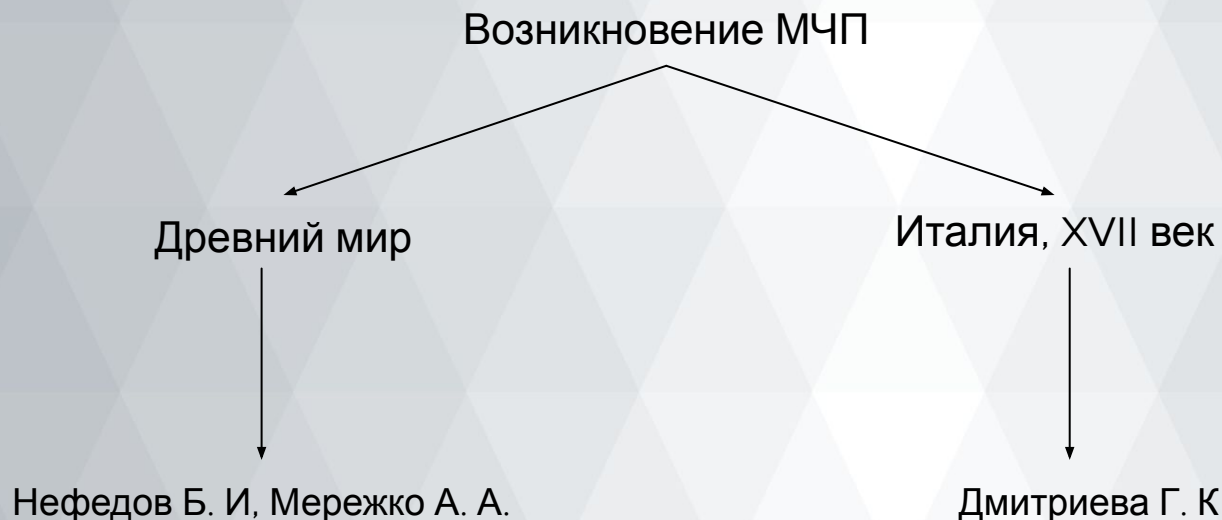 Возникновение МЧП
Древний мир
Италия, XVII век
Нефедов Б. И, Мережко А. А.
Дмитриева Г. К